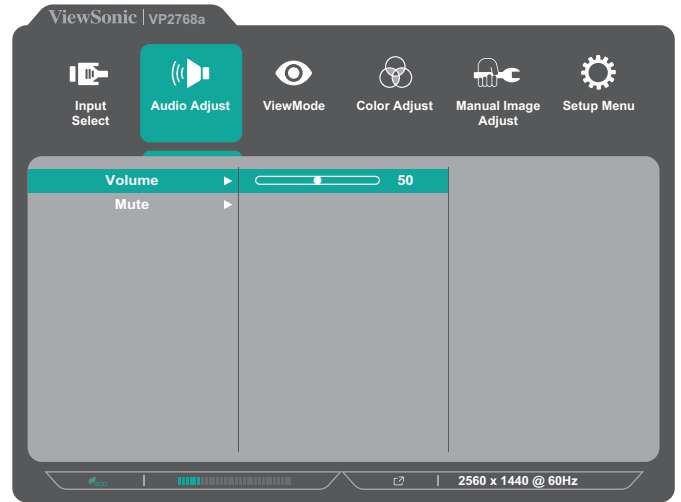 ViewSonic | VP2768a
Input Select
Audio Adjust
ViewMode
Color Adjust
Manual Image Adjust
Setup Menu
Volume
50
Mute
eco
2560 x 1440 @ 60Hz